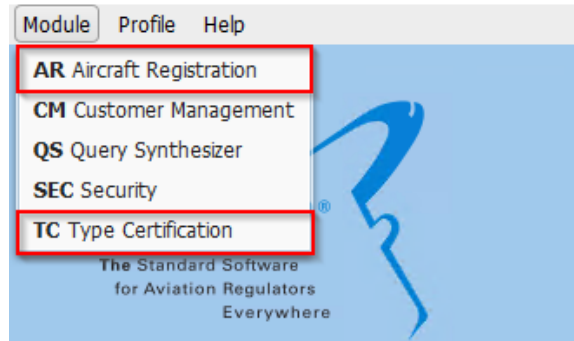 Module Profile Help
AR Aircraft Registration
CM Customer Management
QS Query Synthesizer
SEC Security
®
TC Type Certification
The Standard Software
for Aviation Regulators
Everywhere